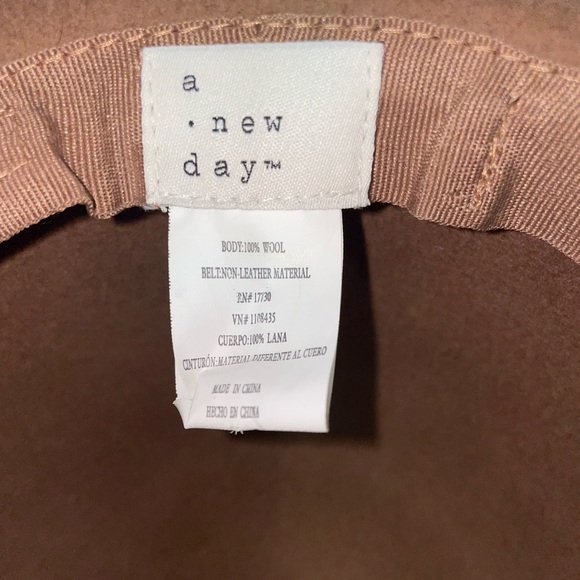 a
· new
day™
BODY:100% WOOL
BELT:NON-LEATHER MATERIAL
RN# 17730
VN# 1108435
CUERPO:100% LANA
CINTURÓN:MATERIAL DIFERENTE AL CUERO
MADE IN CHINA
HECHO EN CHINA